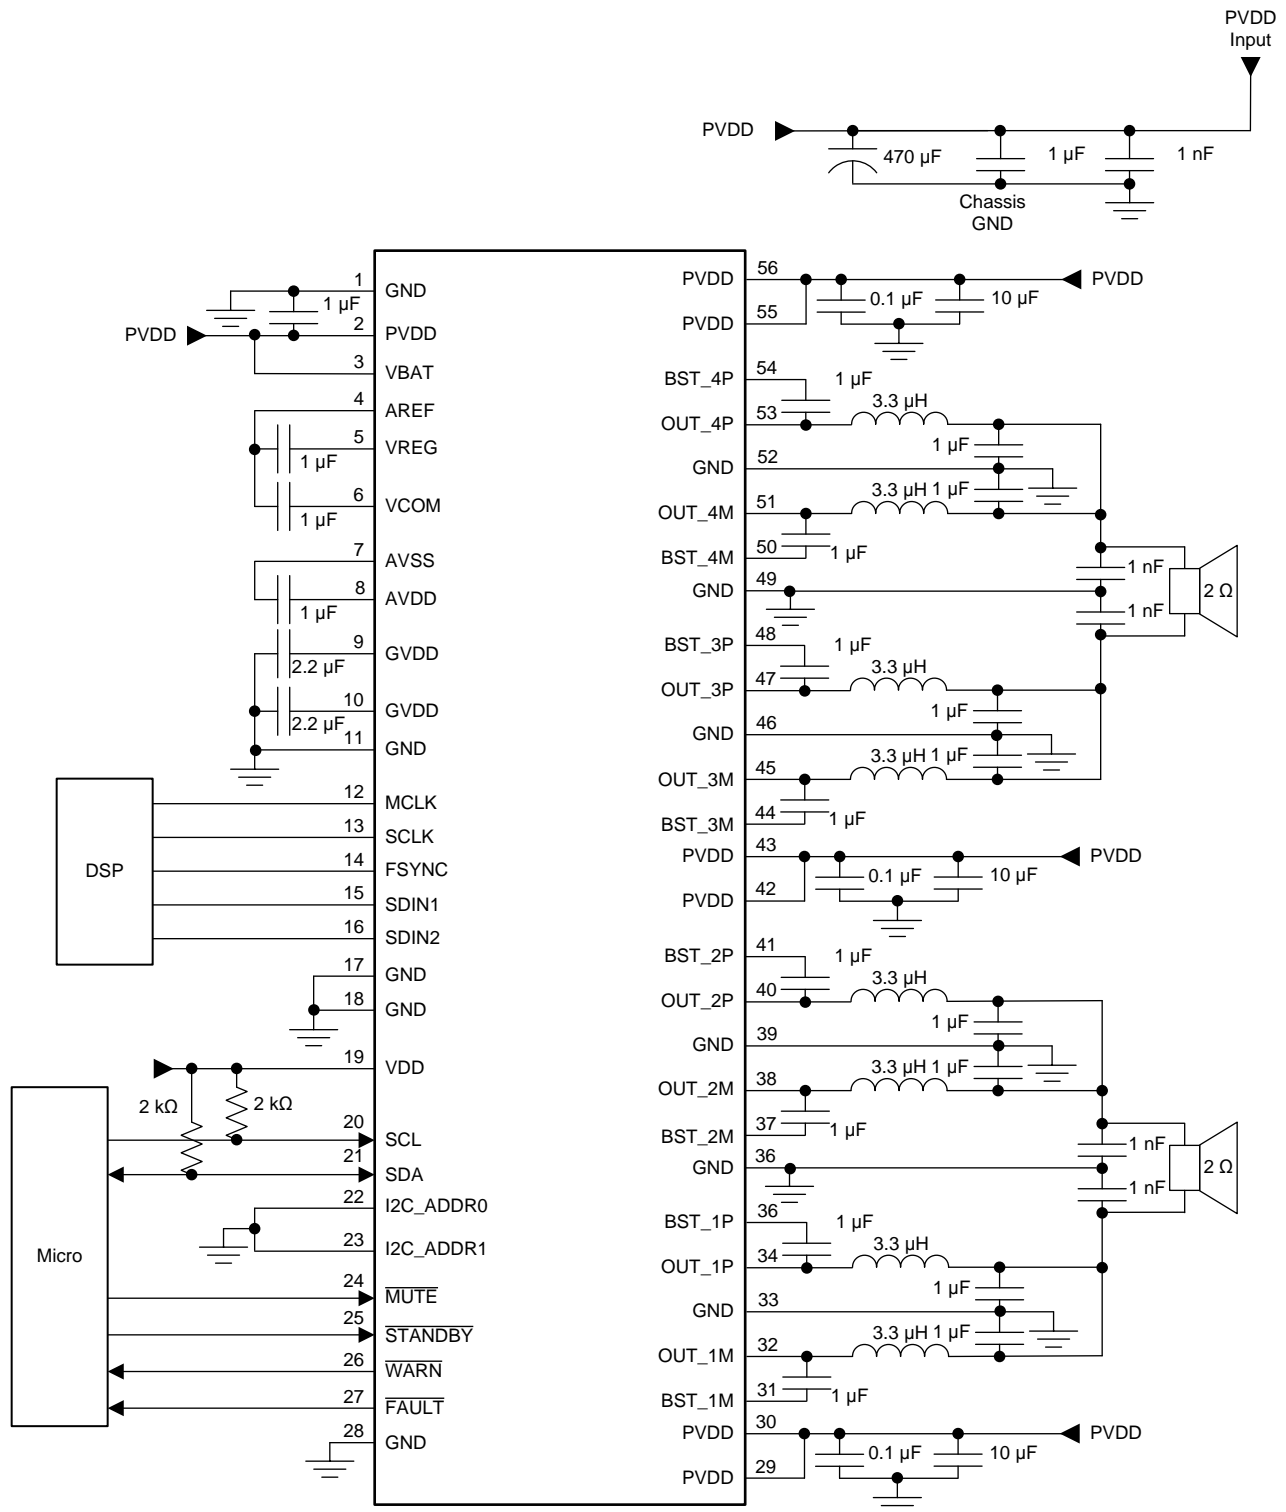 PVDD
Input
PVDD
470 µF
1 µF
1 nF
Chassis
GND
1
GND
1 µF
2
PVDD
PVDD
3
VBAT
4
AREF
5
VREG
1 µF
6
VCOM
1 µF
7
AVSS
8
AVDD
1 µF
9
GVDD
2.2 µF
10
GVDD
2.2 µF
11
GND
DSP
12
MCLK
13
SCLK
14
FSYNC
15
SDIN1
16
SDIN2
17
GND
18
GND
19
VDD
2 kΩ
2 kΩ
Micro
20
SCL
21
SDA
22
I2C_ADDR0
23
I2C_ADDR1
24
MUTE
25
STANDBY
26
WARN
27
FAULT
28
GND
PVDD
56
PVDD
0.1 µF
10 µF
PVDD
55
BST_4P
54
1 µF
3.3 µH
OUT_4P
53
1 µF
GND
52
3.3 µH
1 µF
OUT_4M
51
BST_4M
50
1 µF
GND
49
1 nF
2 Ω
1 nF
BST_3P
48
1 µF
3.3 µH
OUT_3P
47
1 µF
GND
46
3.3 µH
1 µF
OUT_3M
45
BST_3M
44
1 µF
PVDD
43
PVDD
0.1 µF
10 µF
PVDD
42
BST_2P
41
1 µF
3.3 µH
OUT_2P
40
1 µF
GND
39
3.3 µH
1 µF
OUT_2M
38
BST_2M
37
1 µF
GND
36
1 nF
2 Ω
1 nF
BST_1P
36
1 µF
3.3 µH
OUT_1P
34
1 µF
GND
33
3.3 µH
1 µF
OUT_1M
32
BST_1M
31
1 µF
PVDD
30
PVDD
0.1 µF
10 µF
PVDD
29